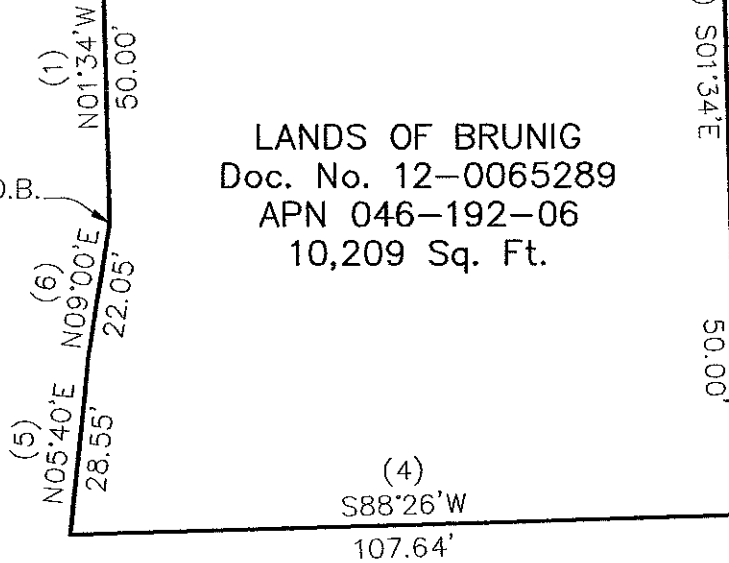 (1)
N01°34'W
50.00'
) S01°34'E
LANDS OF BRUNIG
Doc. No. 12-0065289
APN 046-192-06
10,209 Sq. Ft.
O.B.
(6)
N09°00'E
22.05'
50.00'
(5)
N05°40'E
28.55'
(4)
S88°26'W
107.64'